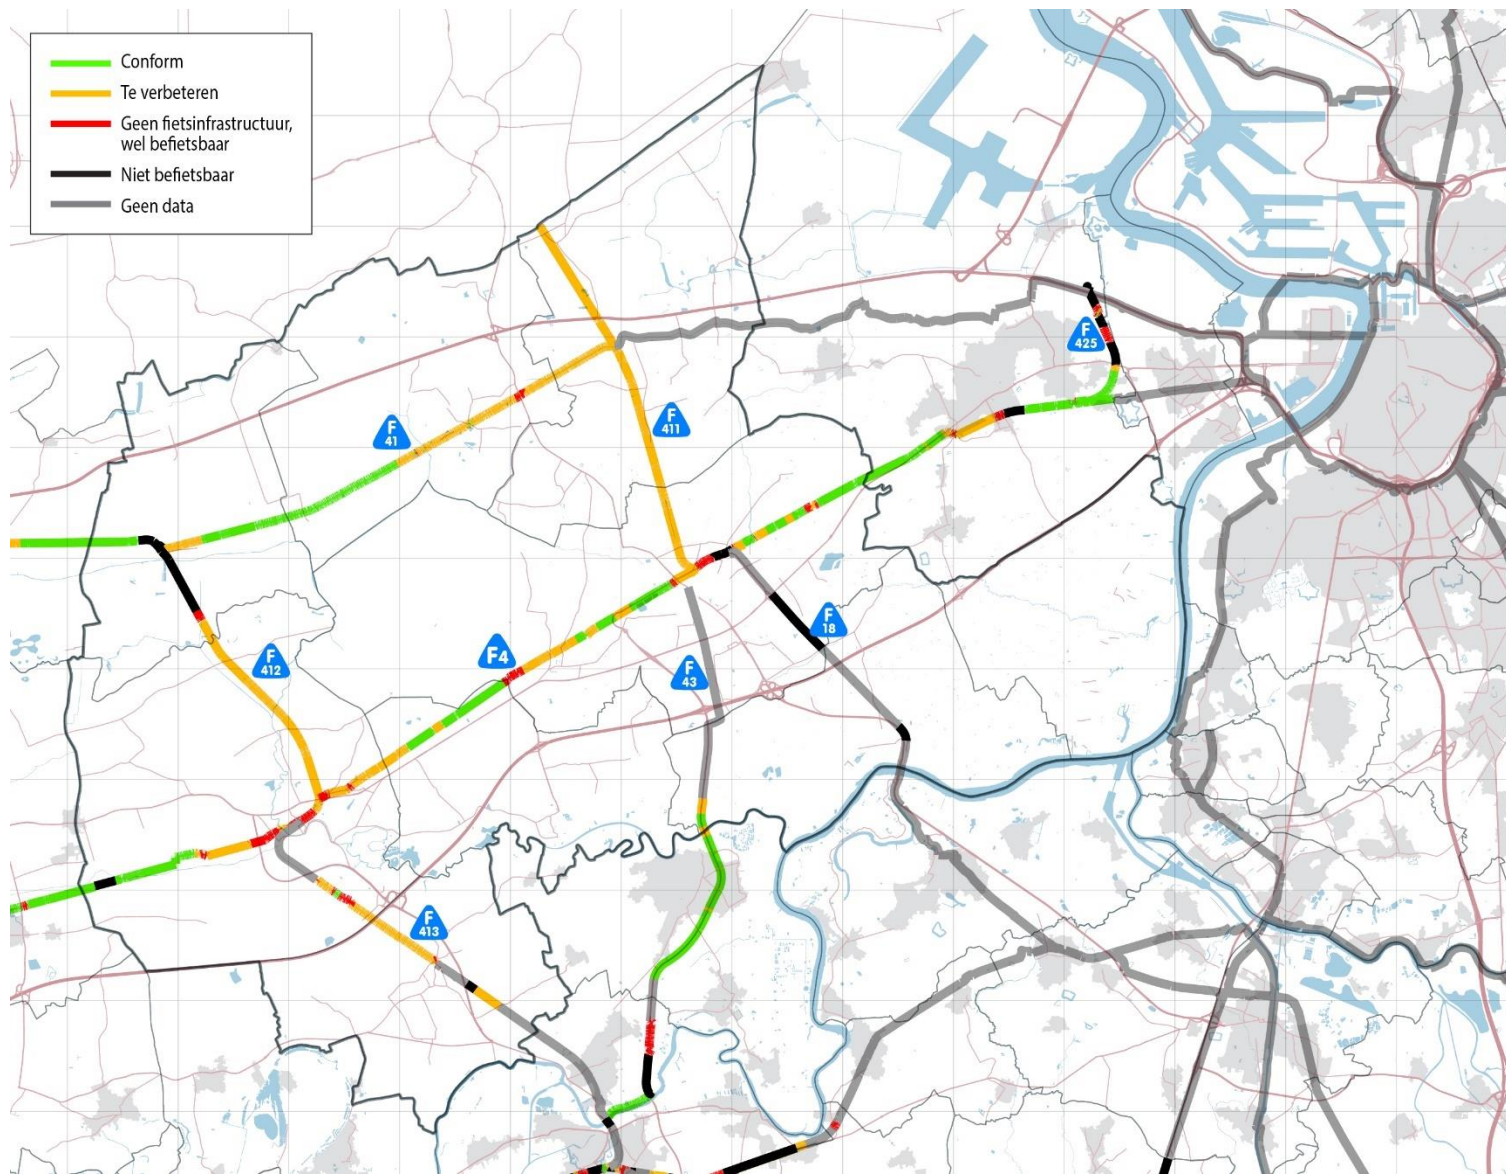 Conform
Te verbeteren
Geen fietsinfrastructuur,
wel befietsbaar
Niet befietsbaar
Geen data
F
425
F
41
F
411
F
18
F4
F
412
F
43
F
413